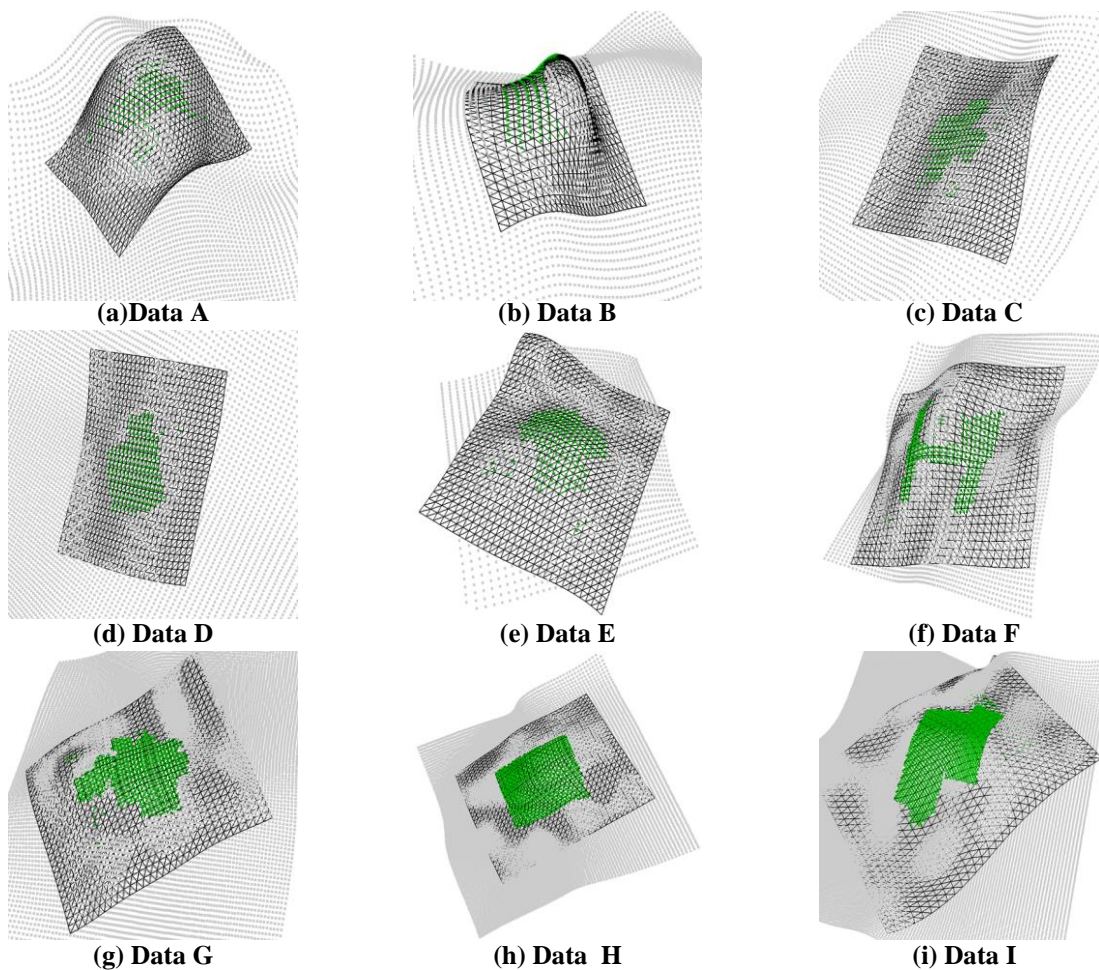 (a)Data A
(b) Data B
(c) Data C
(d) Data D
(e) Data E
(f) Data F
(g) Data G
(h) Data H
(i) Data I